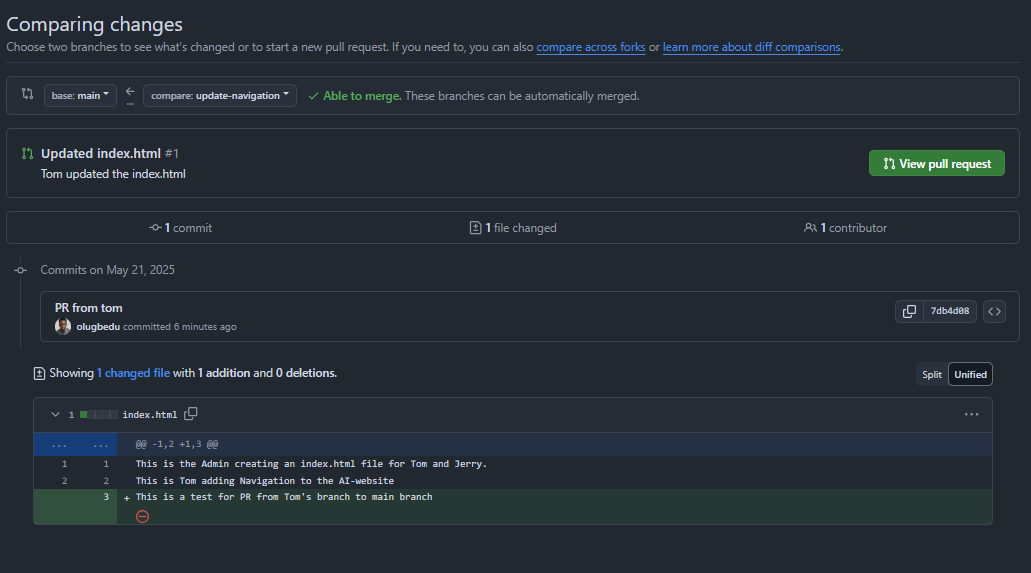 Comparing changes
Choose two branches to see what's changed or to start a new pull request. If you need to, you can also compare across forks or learn more about diff comparisons.
base: main ... compare: update-navigation Able to merge. These branches can be automatically merged.
Updated index.html #1
Tom updated the index.html
View pull request
1 commit 1 file changed 1 contributor
Commits on May 21, 2025
PR from tom
olugbedu committed 6 minutes ago
7db4d08
Showing 1 changed file with 1 addition and 0 deletions.
Split Unified
1 index.html
... ... @@ -1,2 +1,3 @@
1 1 This is the Admin creating an index.html file for Tom and Jerry.
2 2 This is Tom adding Navigation to the AI-website
3 + This is a test for PR from Tom's branch to main branch